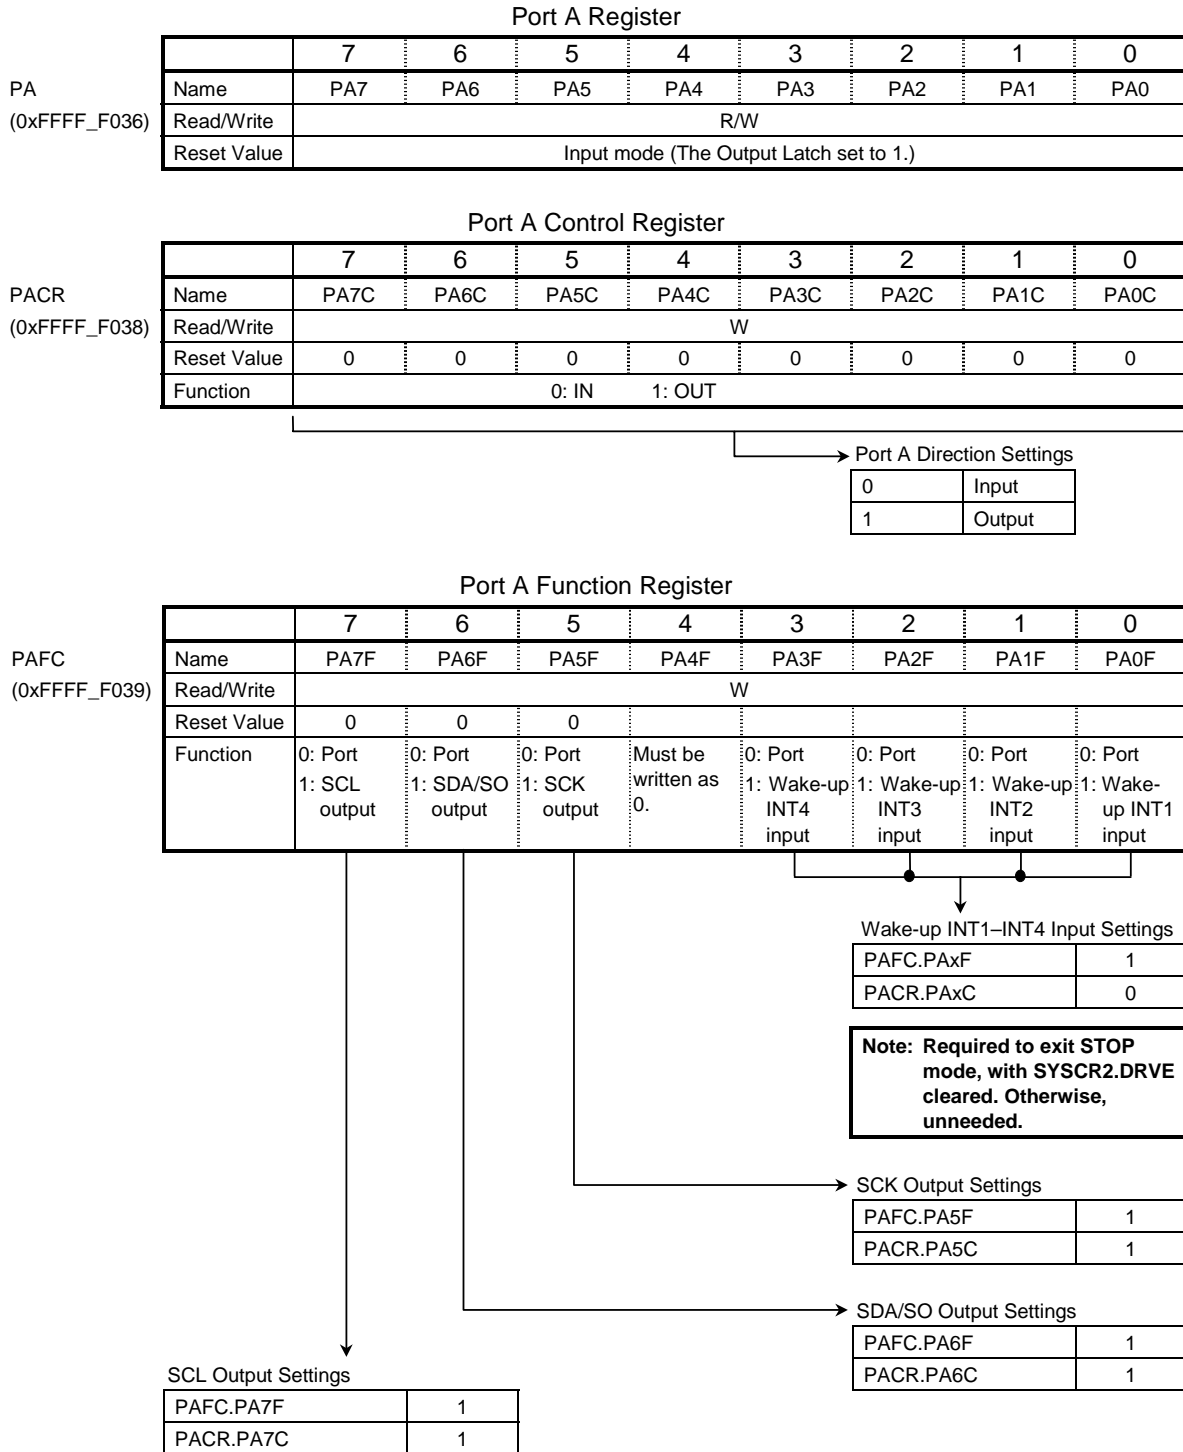 Port A Register
7 6 5 4 3 2 1 0
PA Name PA7 PA6 PA5 PA4 PA3 PA2 PA1 PA0
(0xFFFF_F036) Read/Write R/W
Reset Value Input mode (The Output Latch set to 1.)
Port A Control Register
7 6 5 4 3 2 1 0
PACR Name PA7C PA6C PA5C PA4C PA3C PA2C PA1C PA0C
(0xFFFF_F038) Read/Write W
Reset Value 0 0 0 0 0 0 0 0
Function 0: IN 1: OUT
Port A Direction Settings
0 Input
1 Output
Port A Function Register
7 6 5 4 3 2 1 0
PAFC Name PA7F PA6F PA5F PA4F PA3F PA2F PA1F PA0F
(0xFFFF_F039) Read/Write W
Reset Value 0 0 0
Function 0: Port 0: Port 0: Port Must be 0: Port 0: Port 0: Port 0: Port
1: SCL 1: SDA/SO 1: SCK written as 1: Wake-up 1: Wake-up 1: Wake-up 1: Wake-
output output output 0. INT4 INT3 INT2 up INT1
input input input input
Wake-up INT1–INT4 Input Settings
PAFC.PAxF 1
PACR.PAxC 0
Note: Required to exit STOP
mode, with SYSCR2.DRVE
cleared. Otherwise,
unneeded.
SCK Output Settings
PAFC.PA5F 1
PACR.PA5C 1
SDA/SO Output Settings
PAFC.PA6F 1
PACR.PA6C 1
SCL Output Settings
PAFC.PA7F 1
PACR.PA7C 1